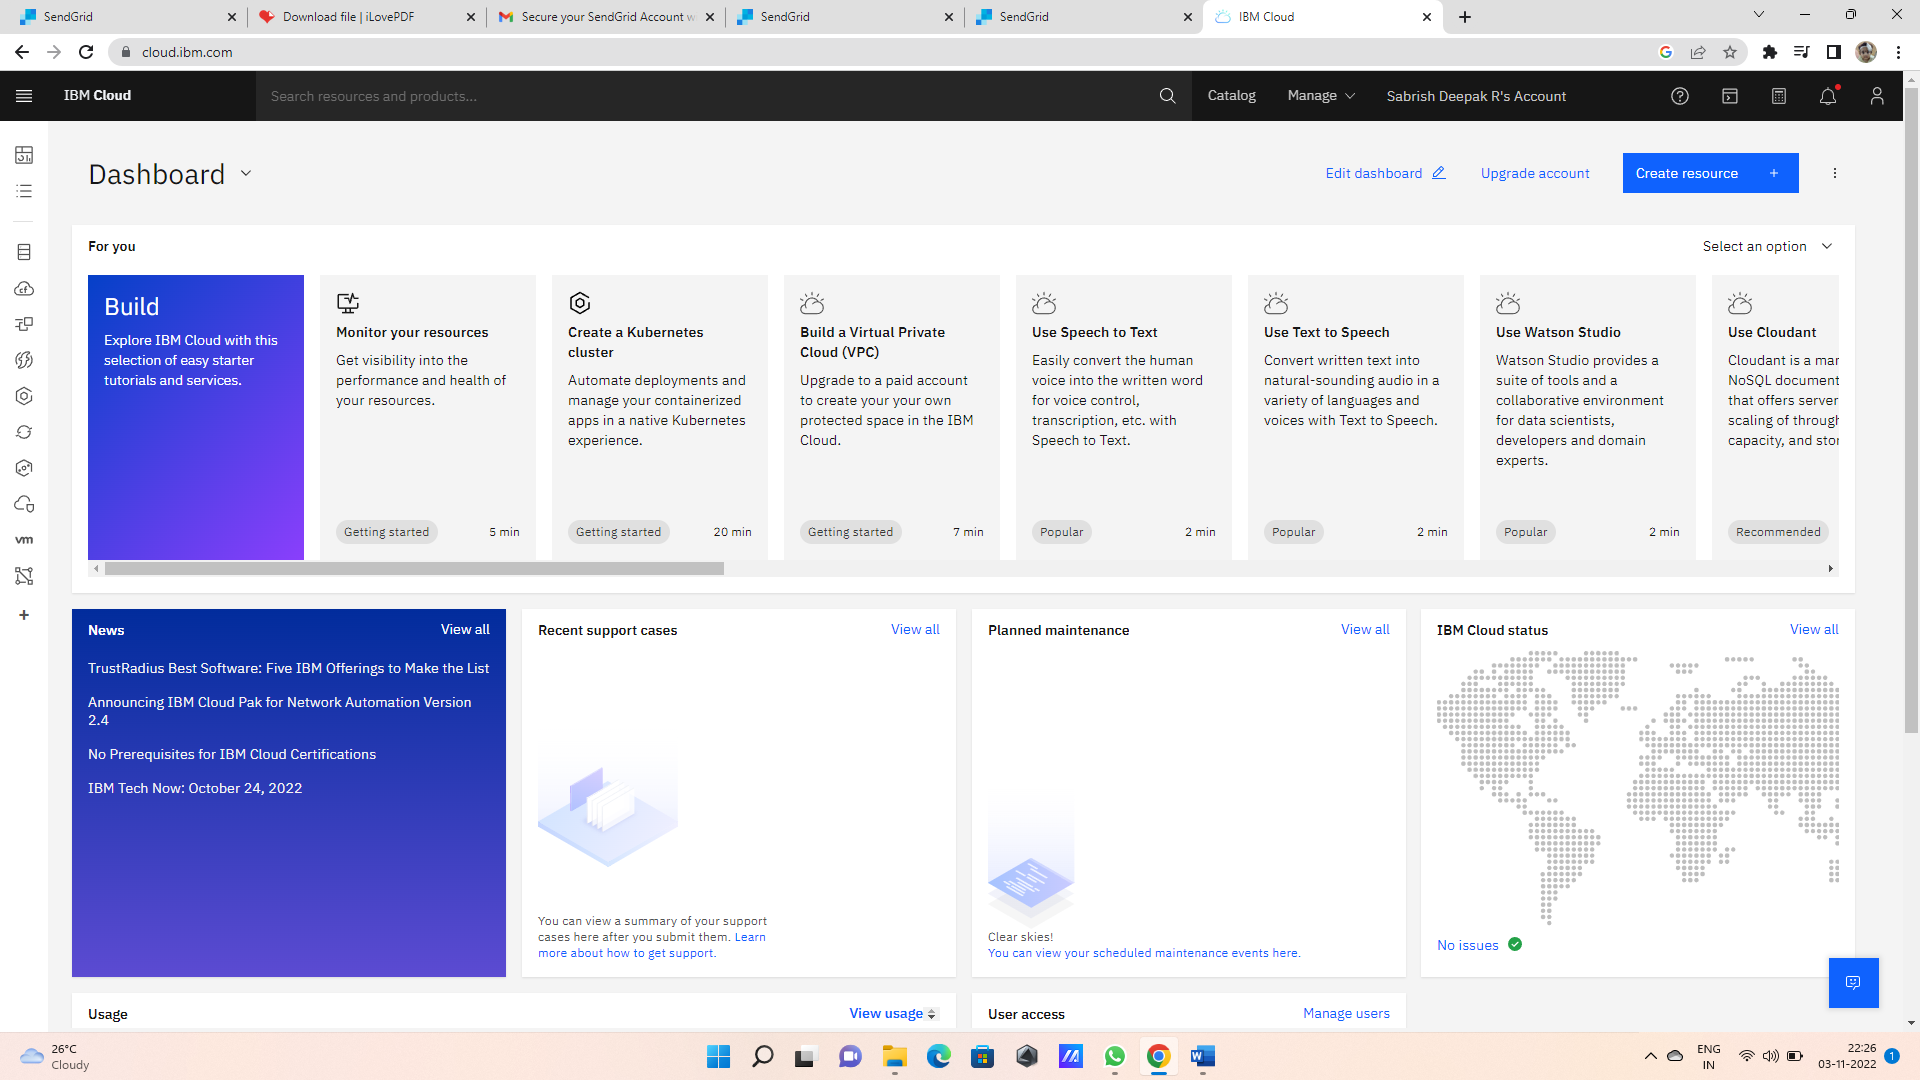 SendGrid
Download file | iLovePDF
Secure your SendGrid Account w
SendGrid
SendGrid
IBM Cloud
cloud.ibm.com
IBM Cloud
Search resources and products...
Catalog
Manage
Sabrish Deepak R's Account
Dashboard
Edit dashboard
Upgrade account
Create resource +
For you
Select an option
Build
Explore IBM Cloud with this
selection of easy starter
tutorials and services.
Monitor your resources
Get visibility into the
performance and health of
your resources.
Getting started
5 min
Create a Kubernetes
cluster
Automate deployments and
manage your containerized
apps in a native Kubernetes
experience.
Getting started
20 min
Build a Virtual Private
Cloud (VPC)
Upgrade to a paid account
to create your your own
protected space in the IBM
Cloud.
Getting started
7 min
Use Speech to Text
Easily convert the human
voice into the written word
for voice control,
transcription, etc. with
Speech to Text.
Popular
2 min
Use Text to Speech
Convert written text into
natural-sounding audio in a
variety of languages and
voices with Text to Speech.
Popular
2 min
Use Watson Studio
Watson Studio provides a
suite of tools and a
collaborative environment
for data scientists,
developers and domain
experts.
Popular
2 min
Use Cloudant
Cloudant is a mar
NoSQL document
that offers server
scaling of through
capacity, and stor
Recommended
cf
vm
News
View all
TrustRadius Best Software: Five IBM Offerings to Make the List
Announcing IBM Cloud Pak for Network Automation Version
2.4
No Prerequisites for IBM Cloud Certifications
IBM Tech Now: October 24, 2022
Recent support cases
View all
You can view a summary of your support
cases here after you submit them. Learn
more about how to get support.
Planned maintenance
View all
Clear skies!
You can view your scheduled maintenance events here.
IBM Cloud status
View all
No issues
Usage
View usage
User access
Manage users
26°C
Cloudy
ENG
IN
22:26
03-11-2022
1